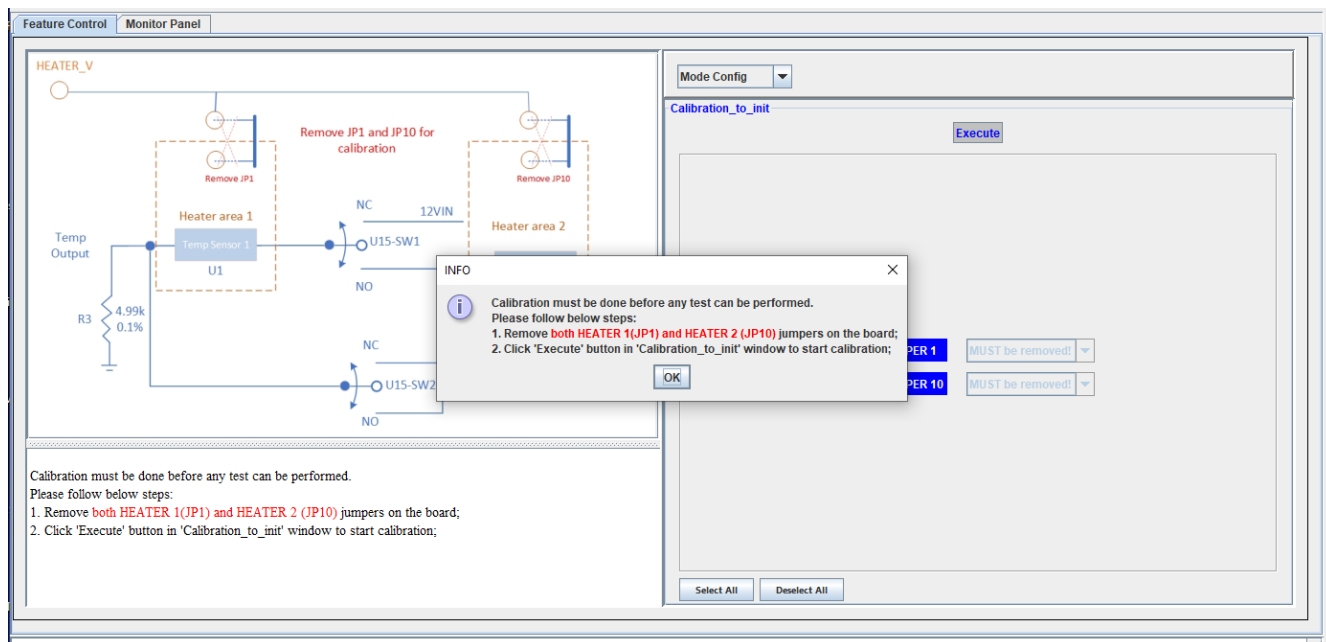 Feature Control
Monitor Panel
HEATER_V
Remove JP1 and JP10 for
calibration
Remove JP1
Remove JP10
Heater area 1
NC
12VIN
Heater area 2
Temp
Output
Temp Sensor 1
U15-SW1
U1
NO
R3
4.99k
0.1%
NC
U15-SW2
NO
Mode Config
Calibration_to_init
Execute
PER 1
MUST be removed!
PER 10
MUST be removed!
Select All
Deselect All
INFO
Calibration must be done before any test can be performed.
Please follow below steps:
1. Remove both HEATER 1(JP1) and HEATER 2 (JP10) jumpers on the board;
2. Click 'Execute' button in 'Calibration_to_init' window to start calibration;
OK
Calibration must be done before any test can be performed.
Please follow below steps:
1. Remove both HEATER 1(JP1) and HEATER 2 (JP10) jumpers on the board;
2. Click 'Execute' button in 'Calibration_to_init' window to start calibration;